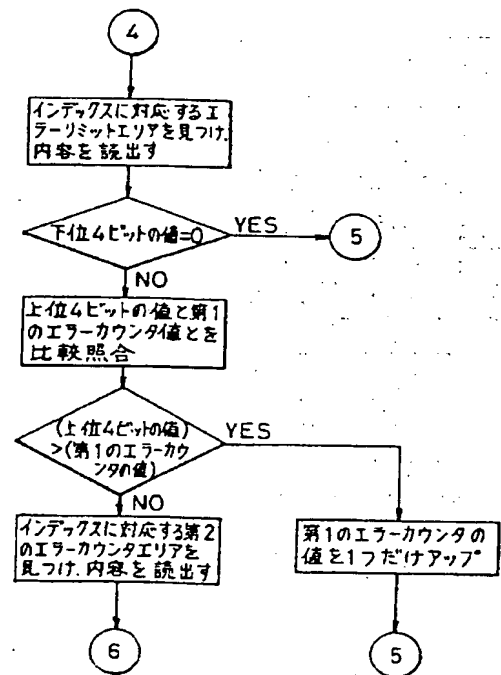 4
インデックスに対応するエ
ラーリミットエリアを見つけ,
内容を読出す
下位4ビットの値=0
YES
5
NO
上位4ビットの値と第1
のエラーカウンタ値とを
比較照合
(上位4ビットの値)
>(第1のエラーカウ
ンタの値)
YES
NO
インデックスに対応する第2
のエラーカウンタエリアを
見つけ,内容を読出す
第1のエラーカウンタの
値を1つだけアップ
6
5